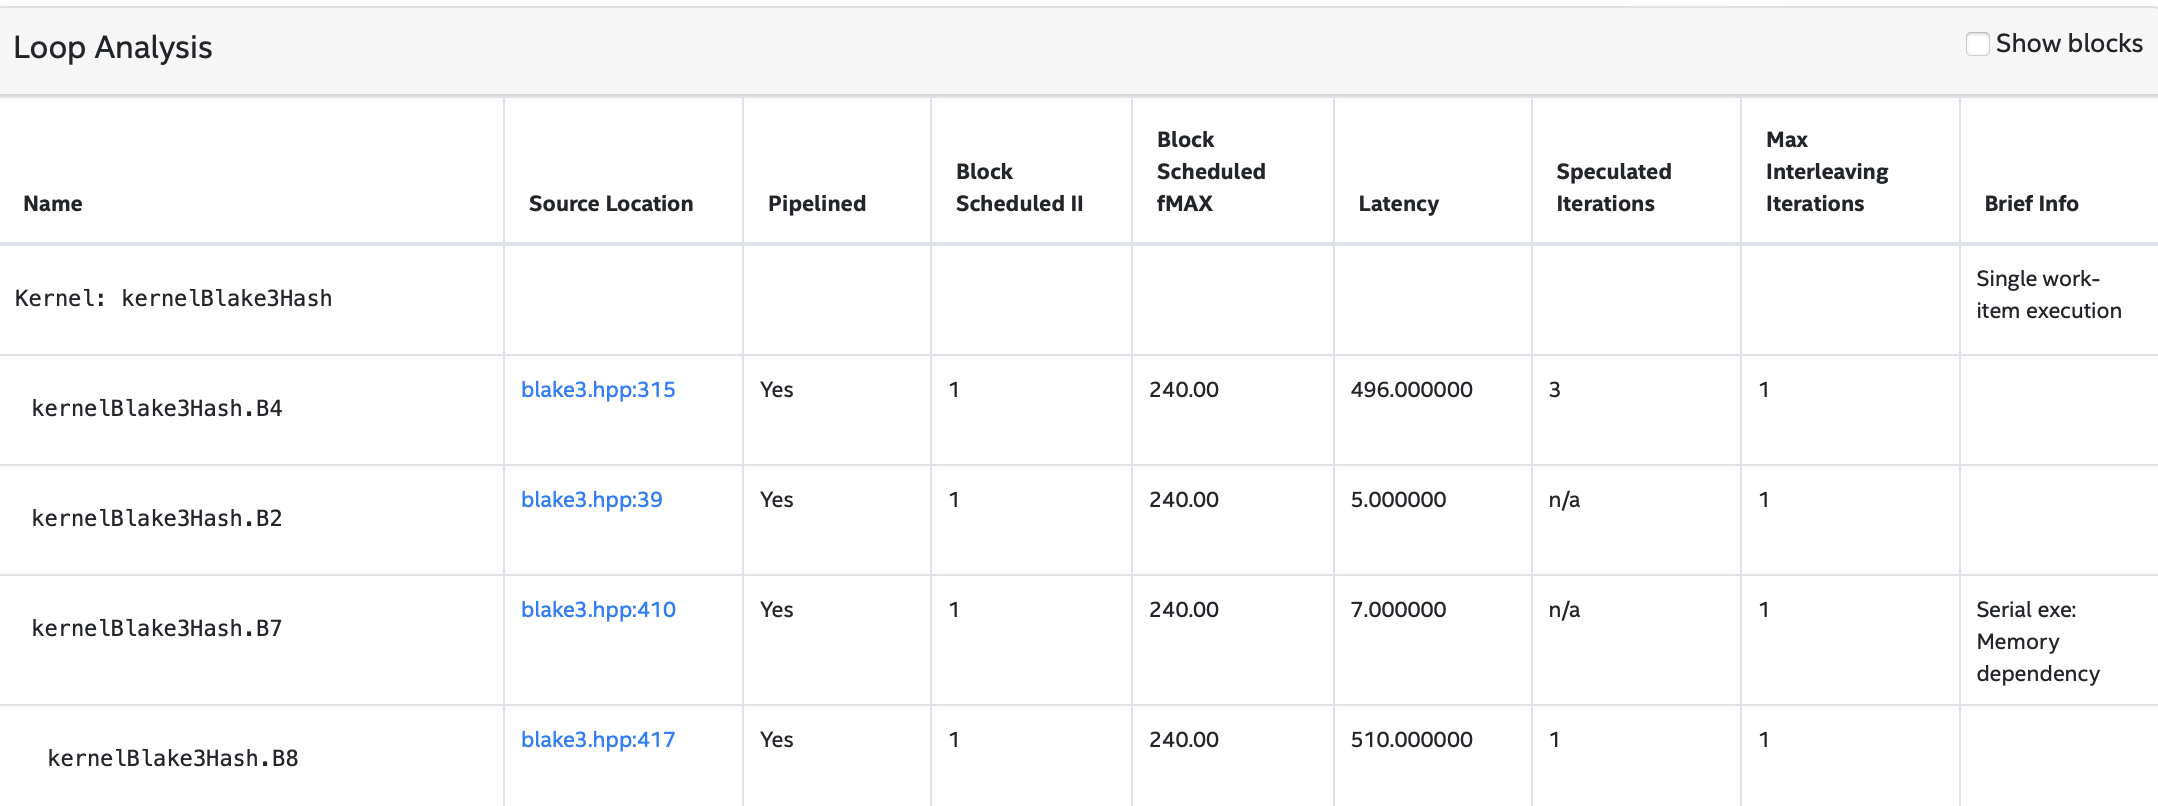 Loop Analysis
Show blocks
Name
Source Location
Pipelined
Block
Scheduled II
Block
Scheduled
fMAX
Latency
Speculated
Iterations
Max
Interleaving
Iterations
Brief Info
Kernel: kernelBlake3Hash
Single work-
item execution
kernelBlake3Hash.B4
blake3.hpp:315
Yes
1
240.00
496.000000
3
1
kernelBlake3Hash.B2
blake3.hpp:39
Yes
1
240.00
5.000000
n/a
1
kernelBlake3Hash.B7
blake3.hpp:410
Yes
1
240.00
7.000000
n/a
1
Serial exe:
Memory
dependency
kernelBlake3Hash.B8
blake3.hpp:417
Yes
1
240.00
510.000000
1
1